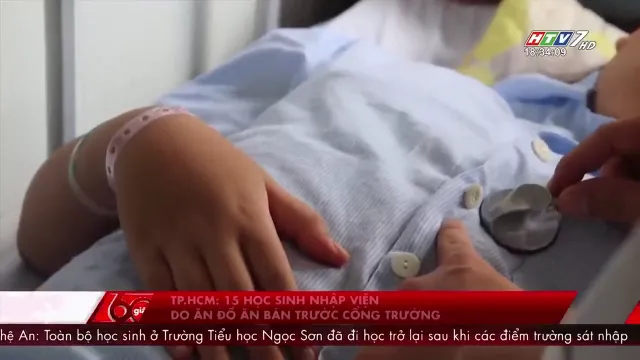 HTV7 HD
18:34:09
60 giây
TP.HCM: 15 HỌC SINH NHẬP VIỆN
DO ĂN ĐỒ ĂN BÁN TRƯỚC CỔNG TRƯỜNG
hệ An: Toàn bộ học sinh ở Trường Tiểu học Ngọc Sơn đã đi học trở lại sau khi các điểm trường sát nhập